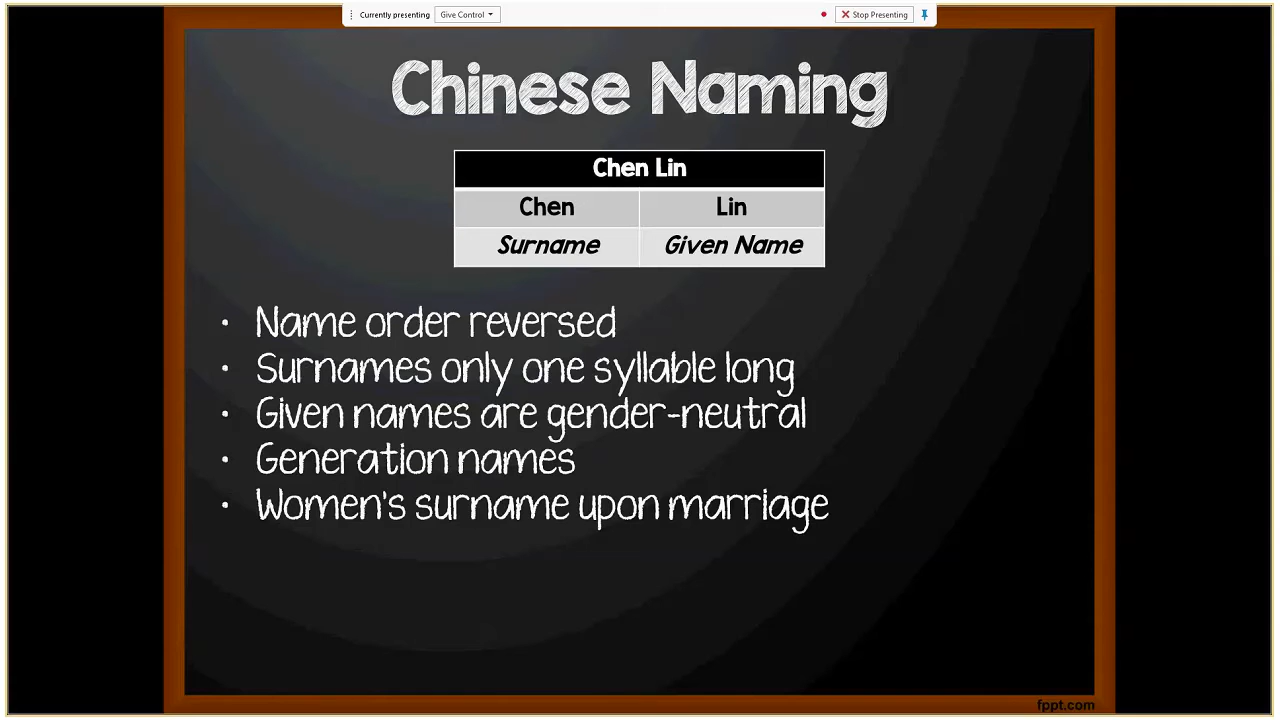 Currently presenting Give Control Stop Presenting
Chinese Naming
Chen Lin
Chen Lin
Surname Given Name
• Name order reversed
• Surnames only one syllable long
• Given names are gender-neutral
• Generation names
• Women's surname upon marriage
fppt.com